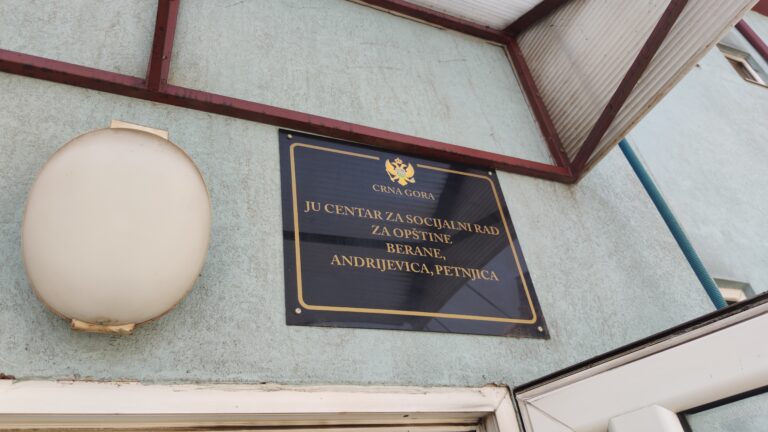 CRNA GORA
JU CENTAR ZA SOCIJALNI RAD
ZA OPŠTINE
BERANE,
ANDRIJEVICA, PETNJICA